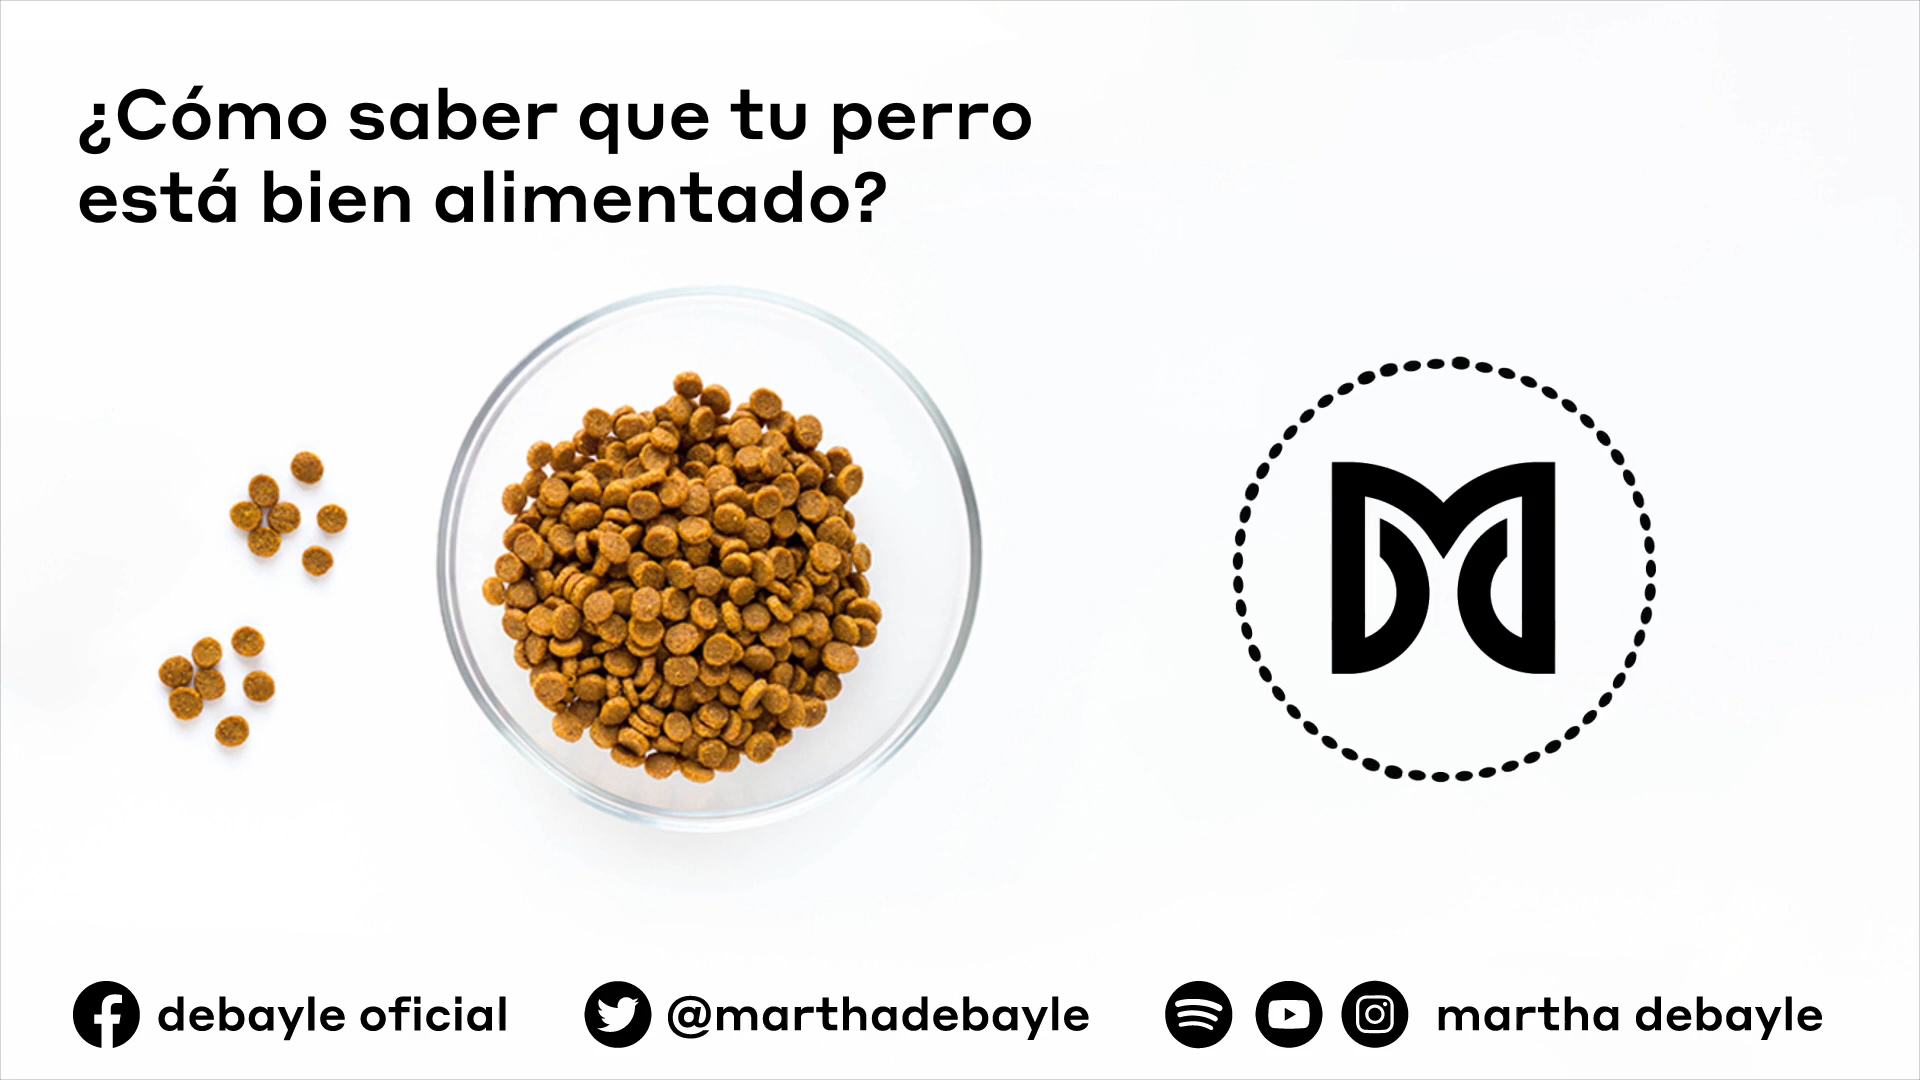 ¿Cómo saber que tu perro
está bien alimentado?
debayle oficial
@marthadebayle
martha debayle